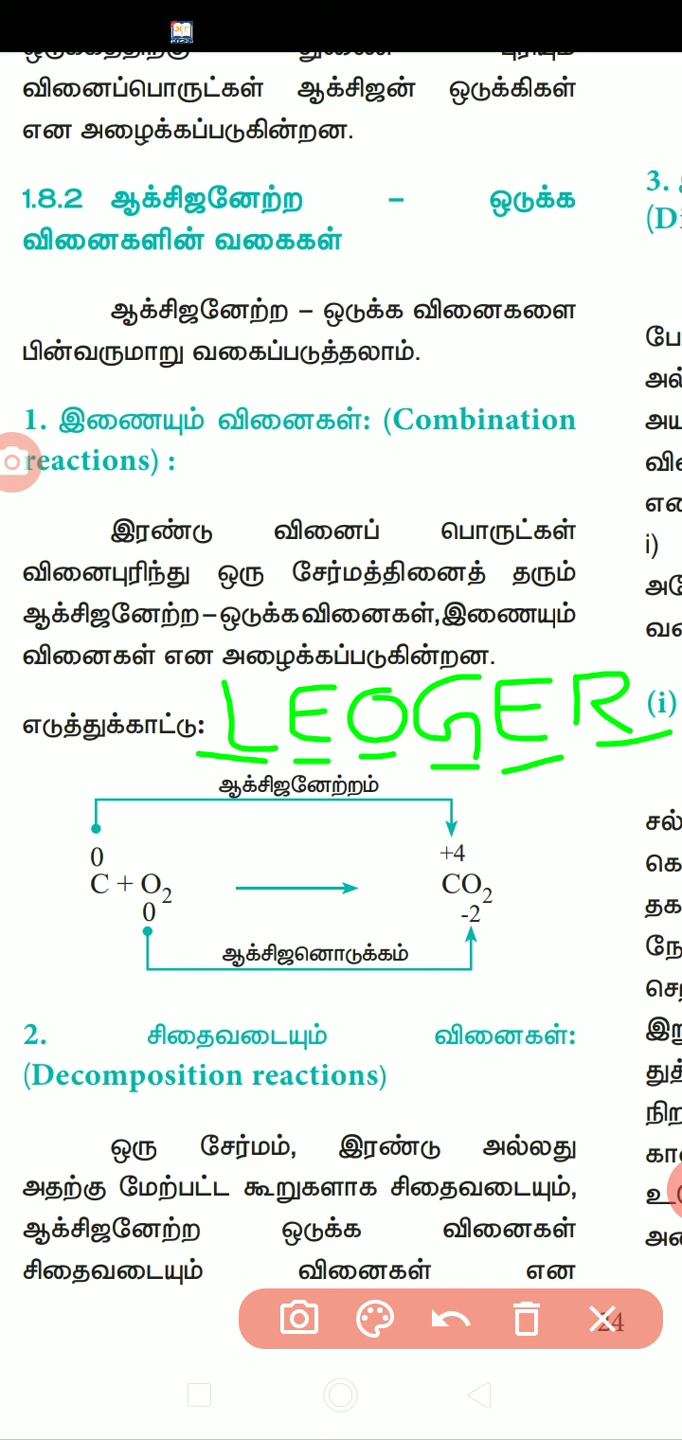 வினைப்பொருட்கள் ஆக்சிஜன் ஒடுக்கிகள்
என அழைக்கப்படுகின்றன.
1.8.2 ஆக்சிஜனேற்ற – ஒடுக்க
வினைகளின் வகைகள்
ஆக்சிஜனேற்ற – ஒடுக்க வினைகளை
பின்வருமாறு வகைப்படுத்தலாம்.
1. இணையும் வினைகள்: (Combination
reactions) :
இரண்டு வினைப் பொருட்கள்
வினைபுரிந்து ஒரு சேர்மத்தினைத் தரும்
ஆக்சிஜனேற்ற–ஒடுக்கவினைகள்,இணையும்
வினைகள் என அழைக்கப்படுகின்றன.
எடுத்துக்காட்டு: LEOGER
ஆக்சிஜனேற்றம்
0 +4
C + O2 CO2
0 -2
ஆக்சிஜனொடுக்கம்
2. சிதைவடையும் வினைகள்:
(Decomposition reactions)
ஒரு சேர்மம், இரண்டு அல்லது
அதற்கு மேற்பட்ட கூறுகளாக சிதைவடையும்,
ஆக்சிஜனேற்ற ஒடுக்க வினைகள்
சிதைவடையும் வினைகள் என
24
3.
i)
(i)